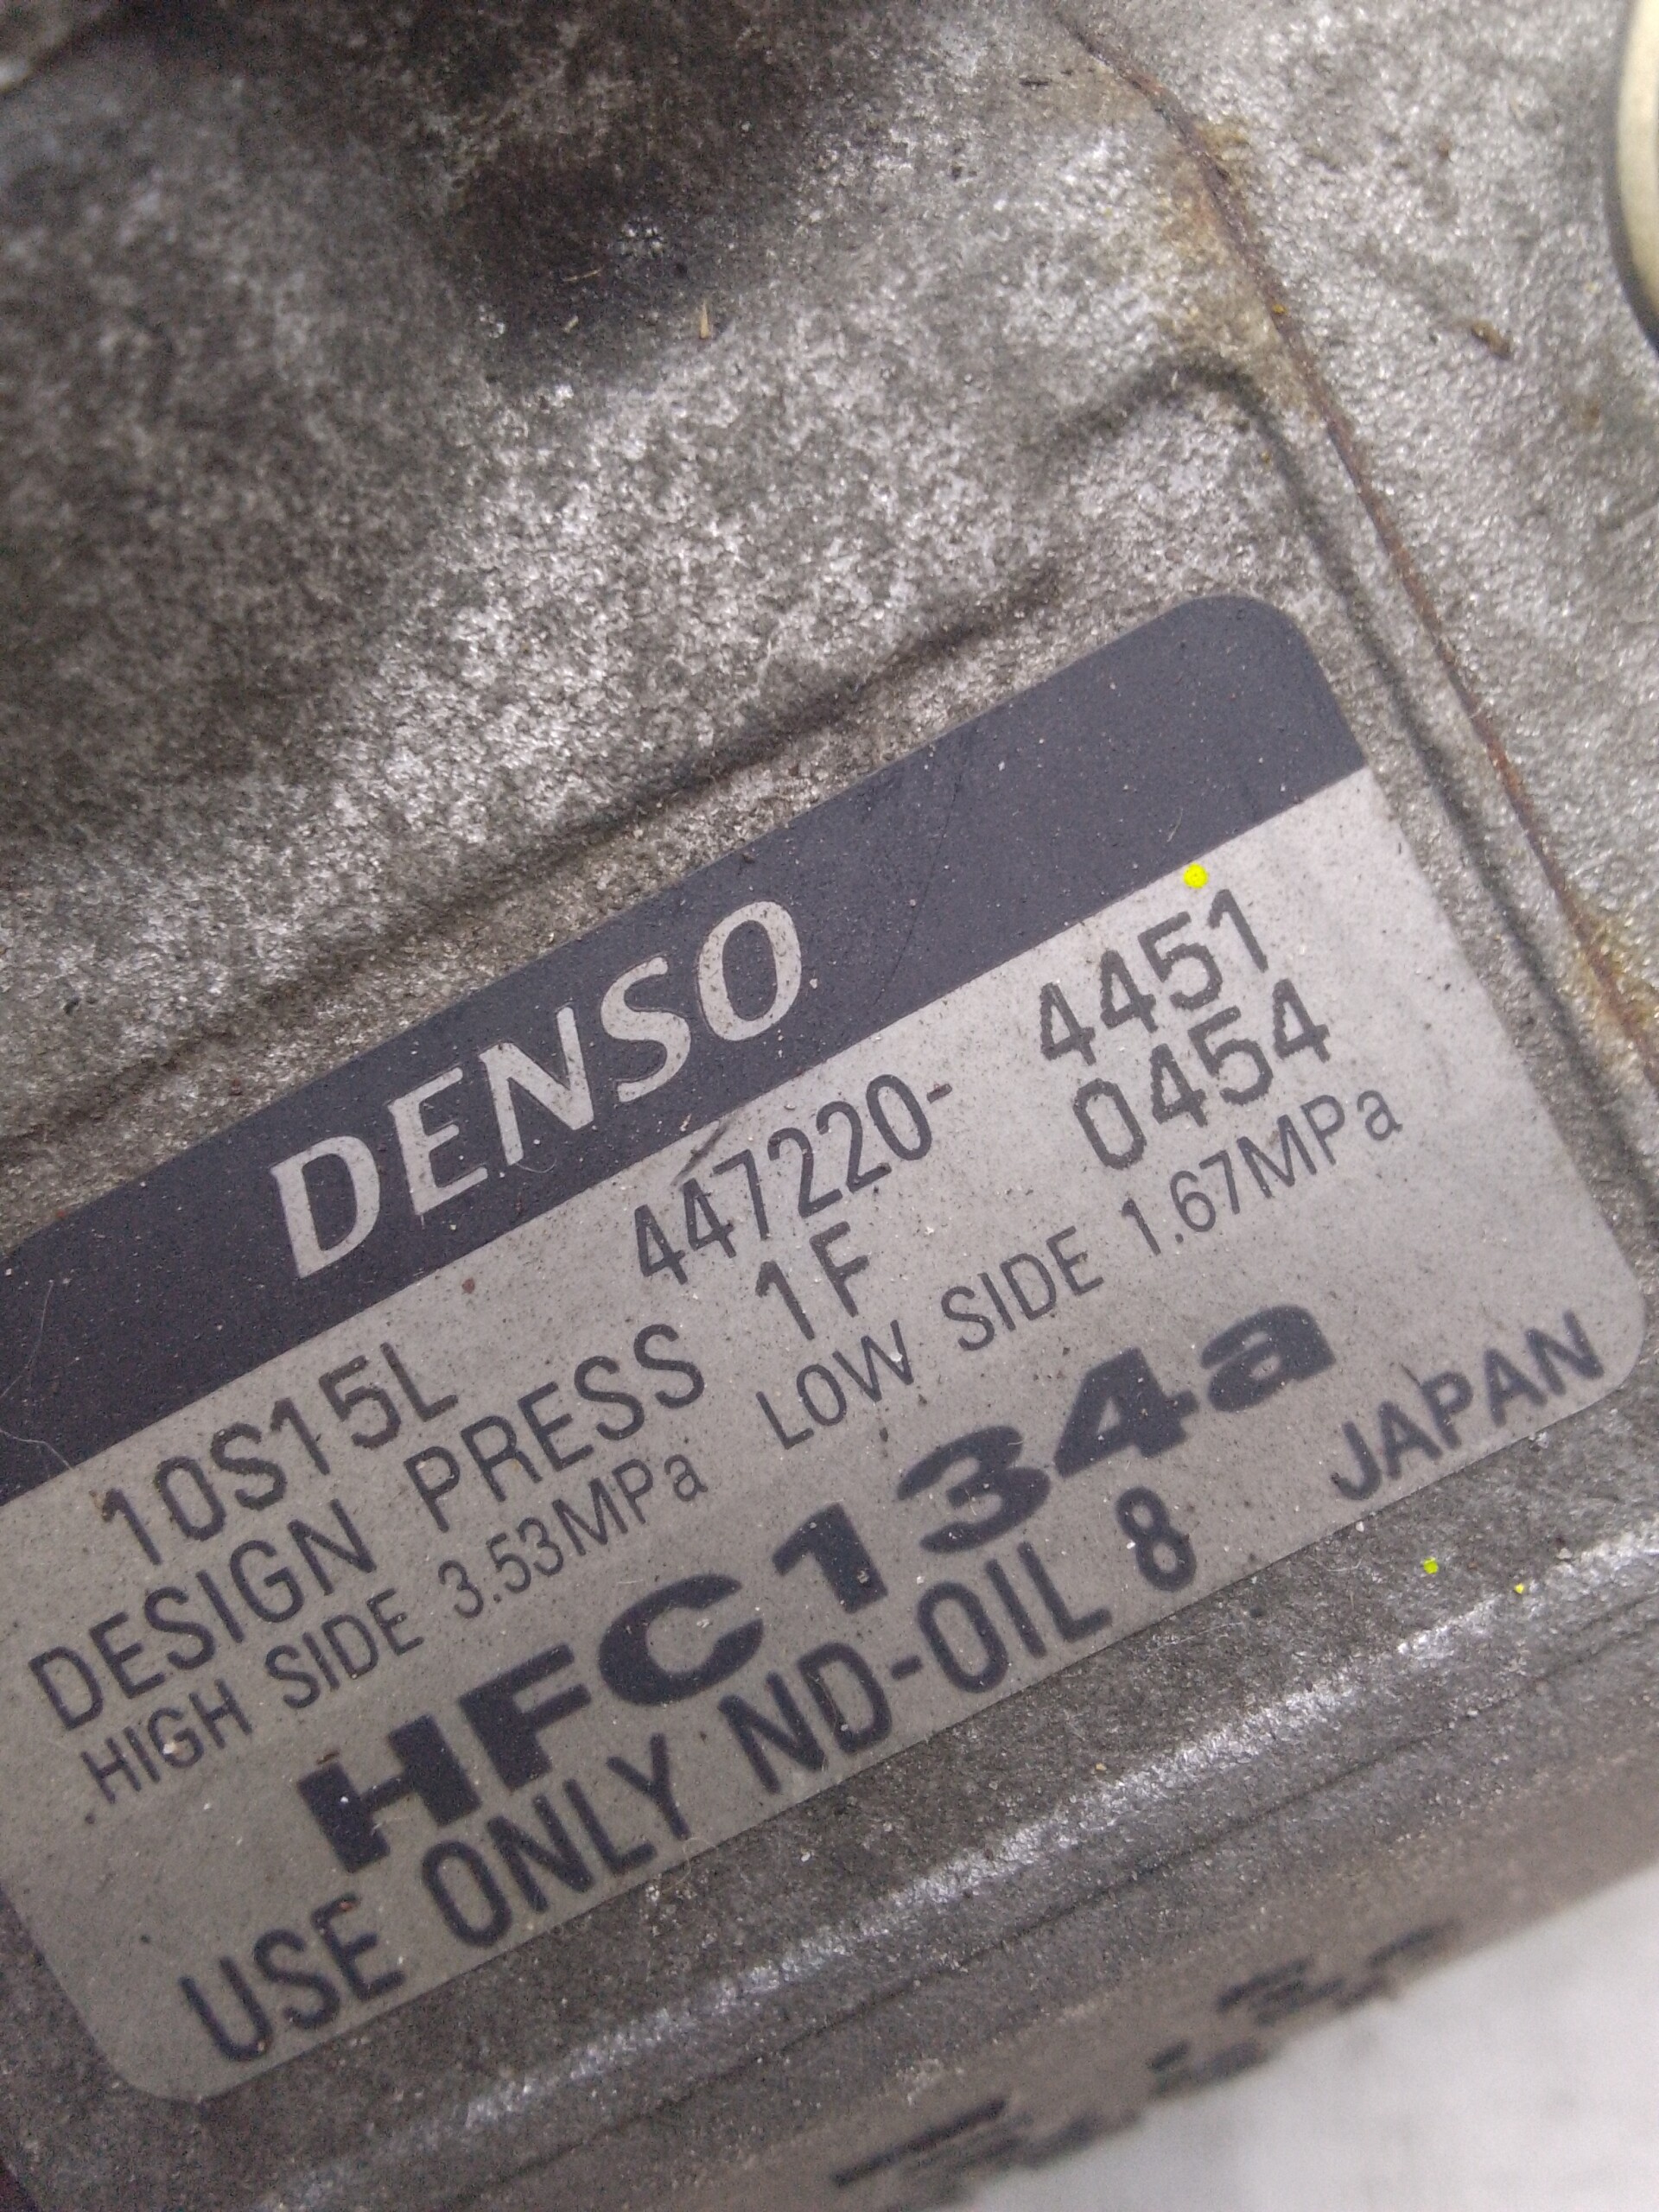 DENSO
10S15L 447220- 4451
DESIGN PRESS 1F 0454
HIGH SIDE 3.53MPa LOW SIDE 1.67MPa
HFC134a
USE ONLY ND-OIL 8 JAPAN